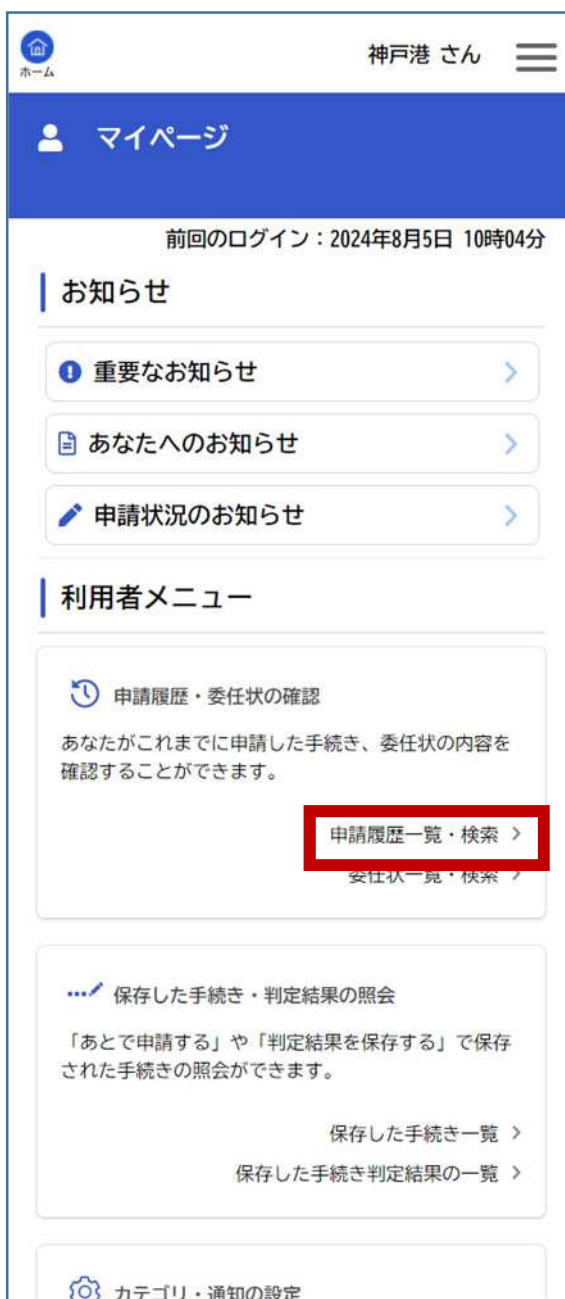 神戸港 さん
ホーム
マイページ
前回のログイン：2024年8月5日 10時04分
お知らせ
重要なお知らせ
あなたへのお知らせ
申請状況のお知らせ
利用者メニュー
申請履歴・委任状の確認
あなたがこれまでに申請した手続き、委任状の内容を
確認することができます。
申請履歴一覧・検索
委任状一覧・検索
保存した手続き・判定結果の照会
「あとで申請する」や「判定結果を保存する」で保存
された手続きの照会ができます。
保存した手続き一覧
保存した手続き判定結果の一覧
カテゴリ・通知の設定